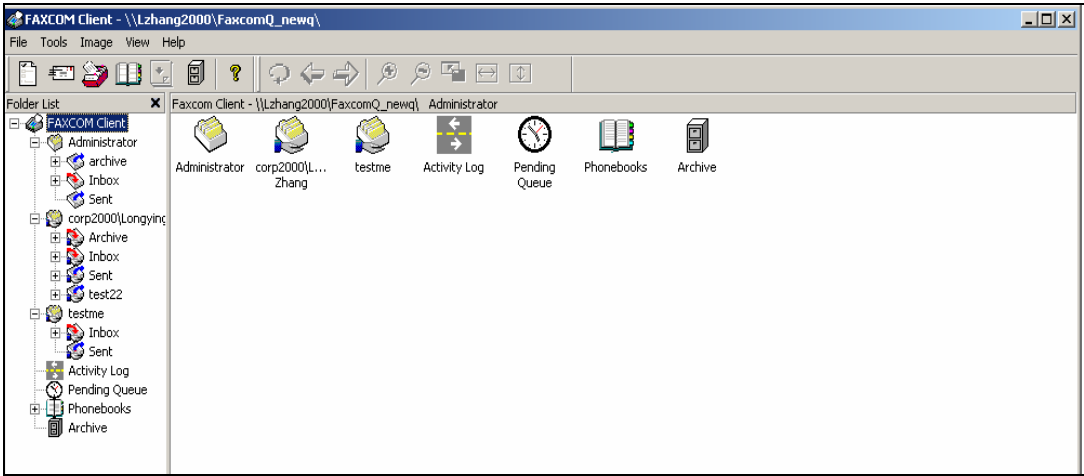 FAXCOM Client - \\Lzhang2000\FaxcomQ_newq\
File Tools Image View Help
Folder List
Faxcom Client - \\Lzhang2000\FaxcomQ_newq\ Administrator
FAXCOM Client
Administrator
archive
Inbox
Sent
corp2000\Longying
Archive
Inbox
Sent
test22
testme
Inbox
Sent
Activity Log
Pending Queue
Phonebooks
Archive
Administrator
corp2000\L...
Zhang
testme
Activity Log
Pending
Queue
Phonebooks
Archive